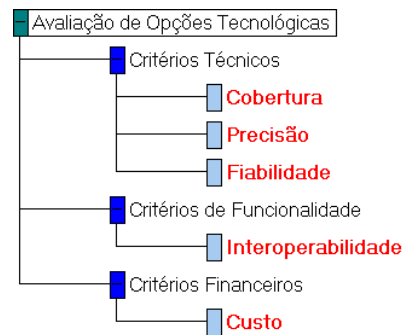 Avaliação de Opções Tecnológicas
Critérios Técnicos
Cobertura
Precisão
Fiabilidade
Critérios de Funcionalidade
Interoperabilidade
Critérios Financeiros
Custo